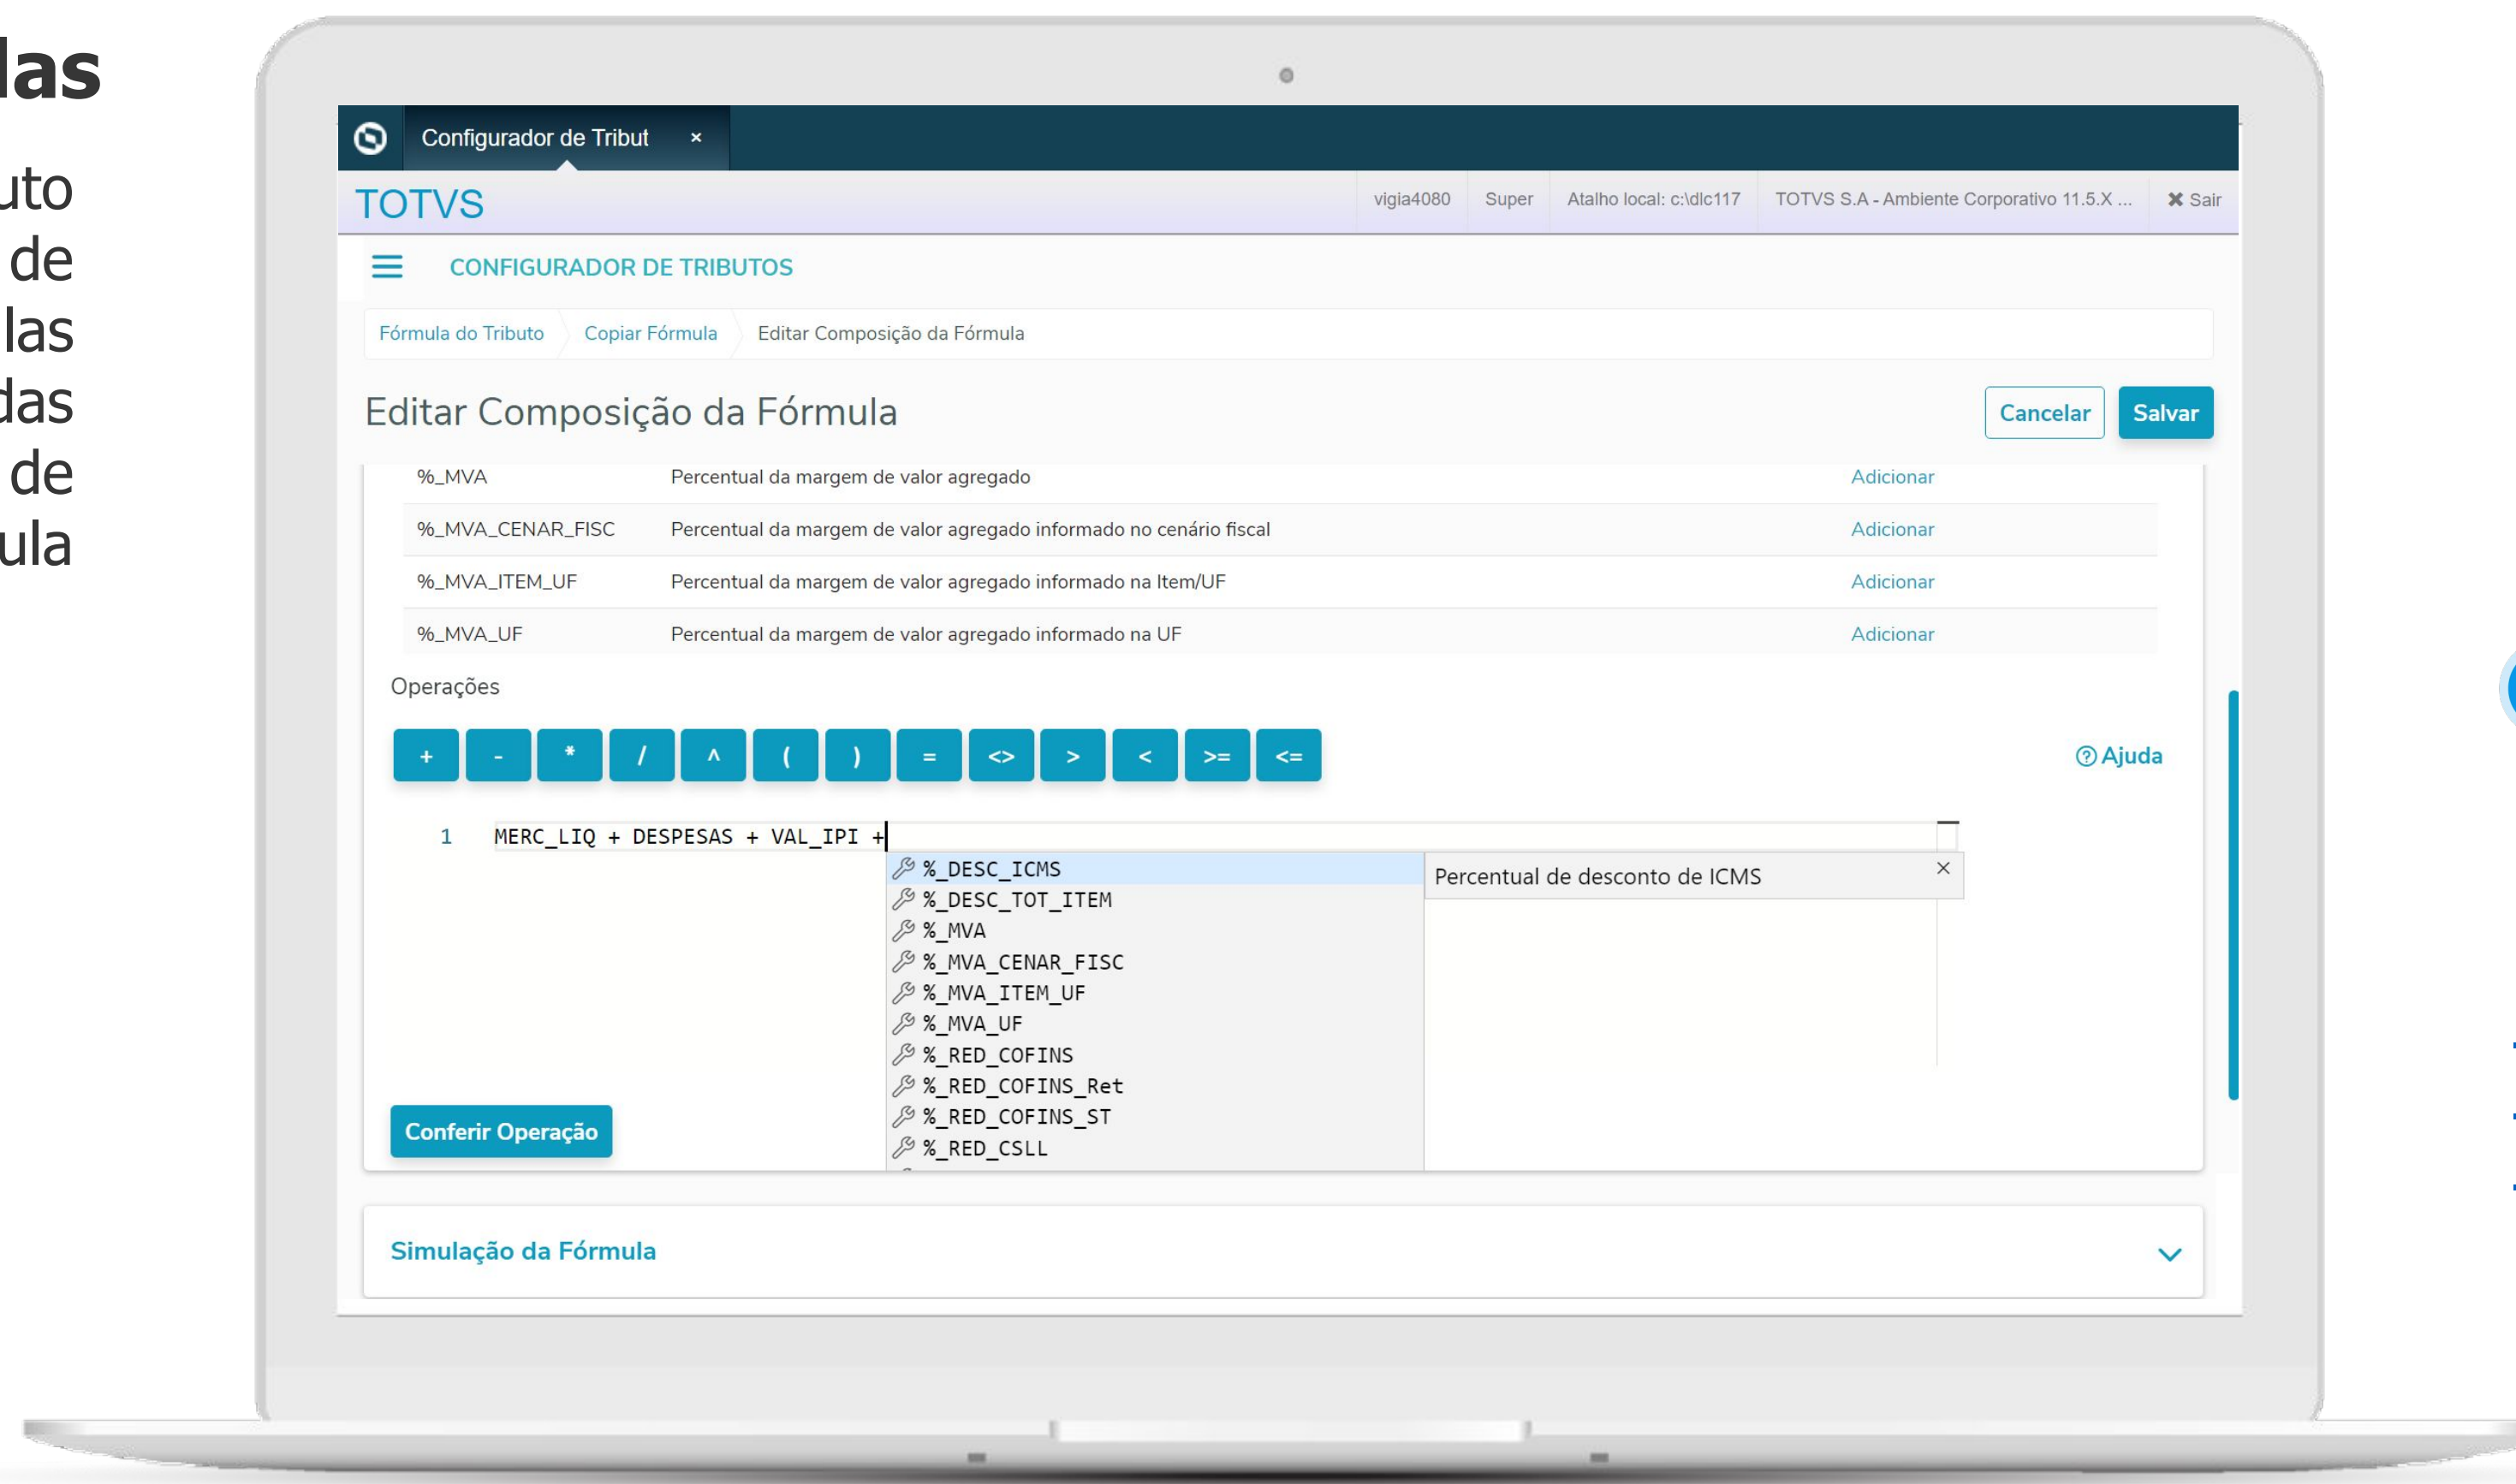 las
uto
de
las
das
de
ula
Configurador de Tribut ×
TOTVS
vigia4080 Super Atalho local: c:\dlc117 TOTVS S.A - Ambiente Corporativo 11.5.X ... ✖ Sair
CONFIGURADOR DE TRIBUTOS
Fórmula do Tributo Copiar Fórmula Editar Composição da Fórmula
Editar Composição da Fórmula
Cancelar Salvar
%_MVA Percentual da margem de valor agregado Adicionar
%_MVA_CENAR_FISC Percentual da margem de valor agregado informado no cenário fiscal Adicionar
%_MVA_ITEM_UF Percentual da margem de valor agregado informado na Item/UF Adicionar
%_MVA_UF Percentual da margem de valor agregado informado na UF Adicionar
Operações
+ - * / ^ ( ) = <> > < >= <=
? Ajuda
1 MERC_LIQ + DESPESAS + VAL_IPI +
%_DESC_ICMS
Percentual de desconto de ICMS ×
%_DESC_TOT_ITEM
%_MVA
%_MVA_CENAR_FISC
%_MVA_ITEM_UF
%_MVA_UF
%_RED_COFINS
%_RED_COFINS_Ret
%_RED_COFINS_ST
%_RED_CSLL
Conferir Operação
Simulação da Fórmula